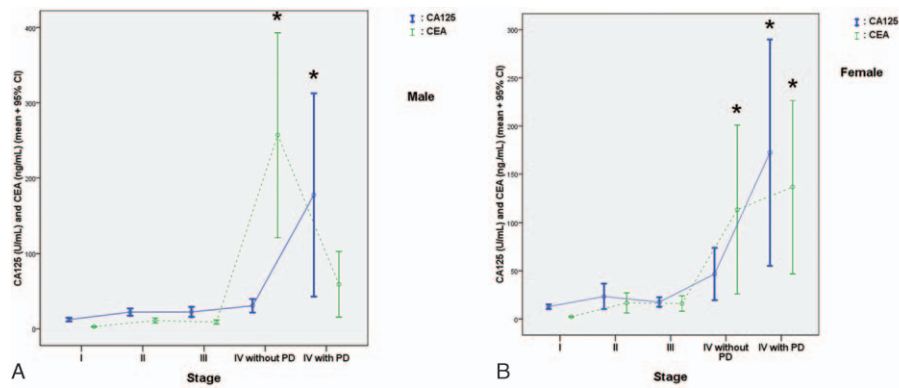 CA125 (U/mL) and CEA (ng/mL) (mean + 95% CI)
400
300
200
100
0
*
*
I
II
III
IV without PD
IV with PD
Stage
A
: CA125
: CEA
Male
CA125 (U/mL) and CEA (ng./mL) (mean + 95% CI)
300
250
200
150
100
50
0
*
*
*
I
II
III
IV without
PD
IV with PD
Stage
B
: CA125
: CEA
Female